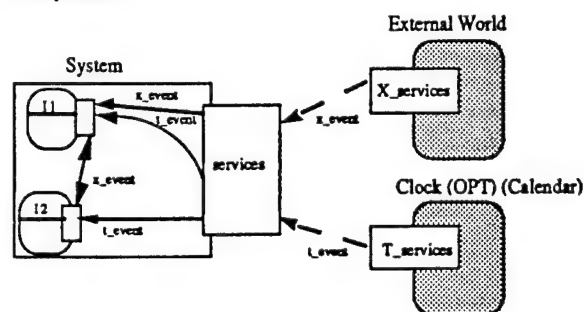 External World
System
I1
x_event
t_event
X_services
x_event
services
x_event
Clock (OPT) (Calendar)
I2
t_event
t_event
T_services